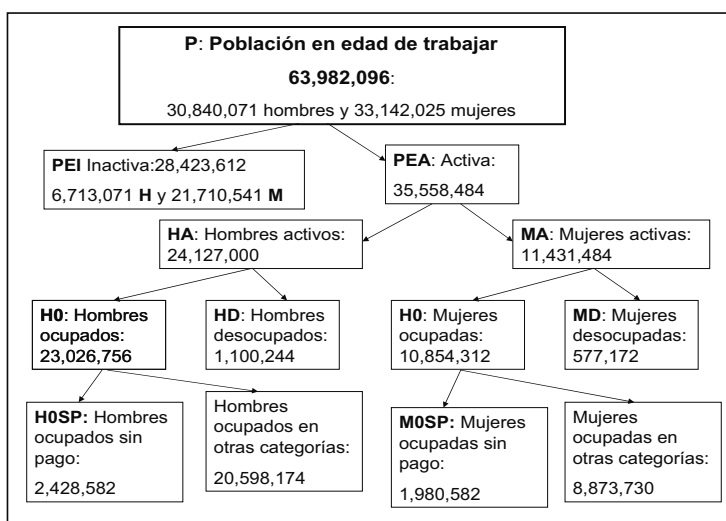 P: Población en edad de trabajar
63,982,096:
30,840,071 hombres y 33,142,025 mujeres
PEI Inactiva:28,423,612
6,713,071 H y 21,710,541 M
PEA: Activa:
35,558,484
HA: Hombres activos:
24,127,000
MA: Mujeres activas:
11,431,484
H0: Hombres
ocupados:
23,026,756
HD: Hombres
desocupados:
1,100,244
H0: Mujeres
ocupadas:
10,854,312
MD: Mujeres
desocupadas:
577,172
H0SP: Hombres
ocupados sin
pago:
2,428,582
Hombres
ocupados en
otras categorías:
20,598,174
M0SP: Mujeres
ocupadas sin
pago:
1,980,582
Mujeres
ocupadas en
otras categorías:
8,873,730